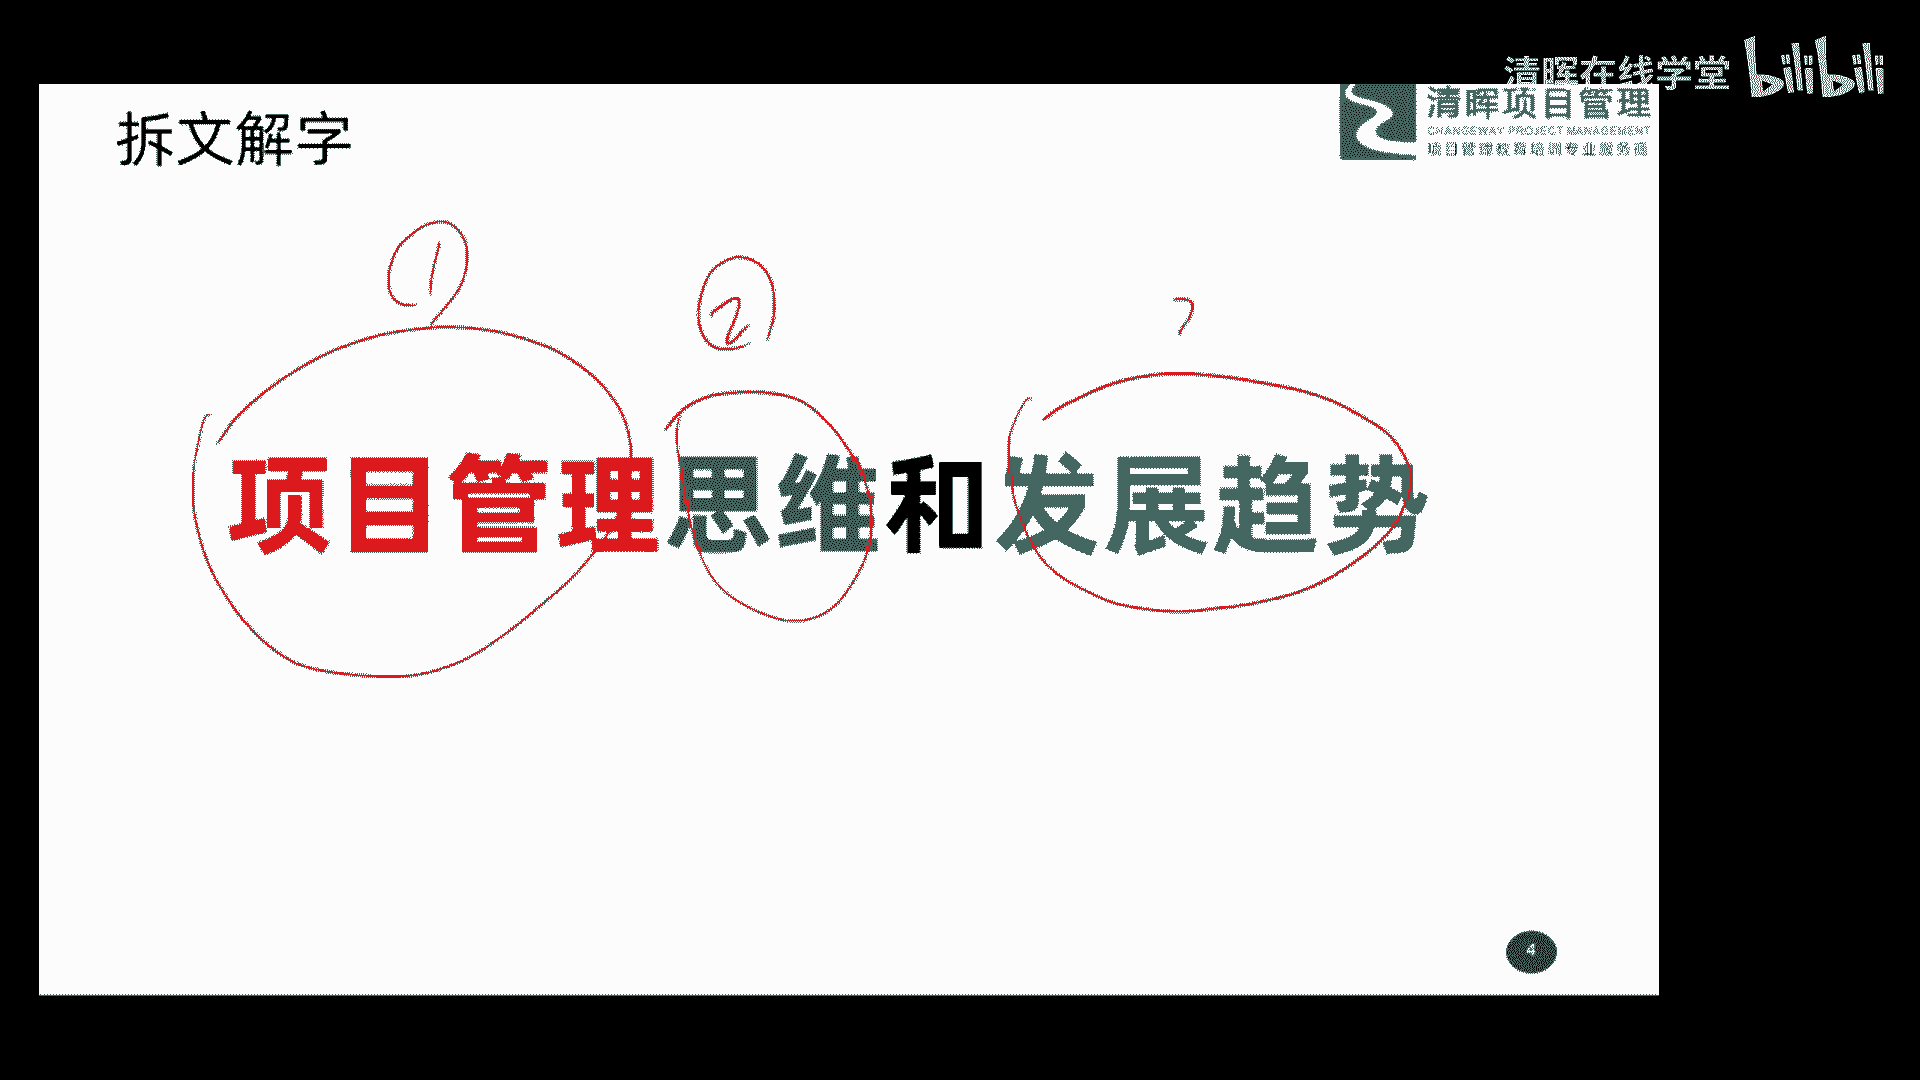 清晖在线学堂 bilibili
拆文解字
清晖项目管理
CHANGEWAY PROJECT MANAGEMENT
项目管理教育培训专业服务商
① ②
项目管理思维和发展趋势
4